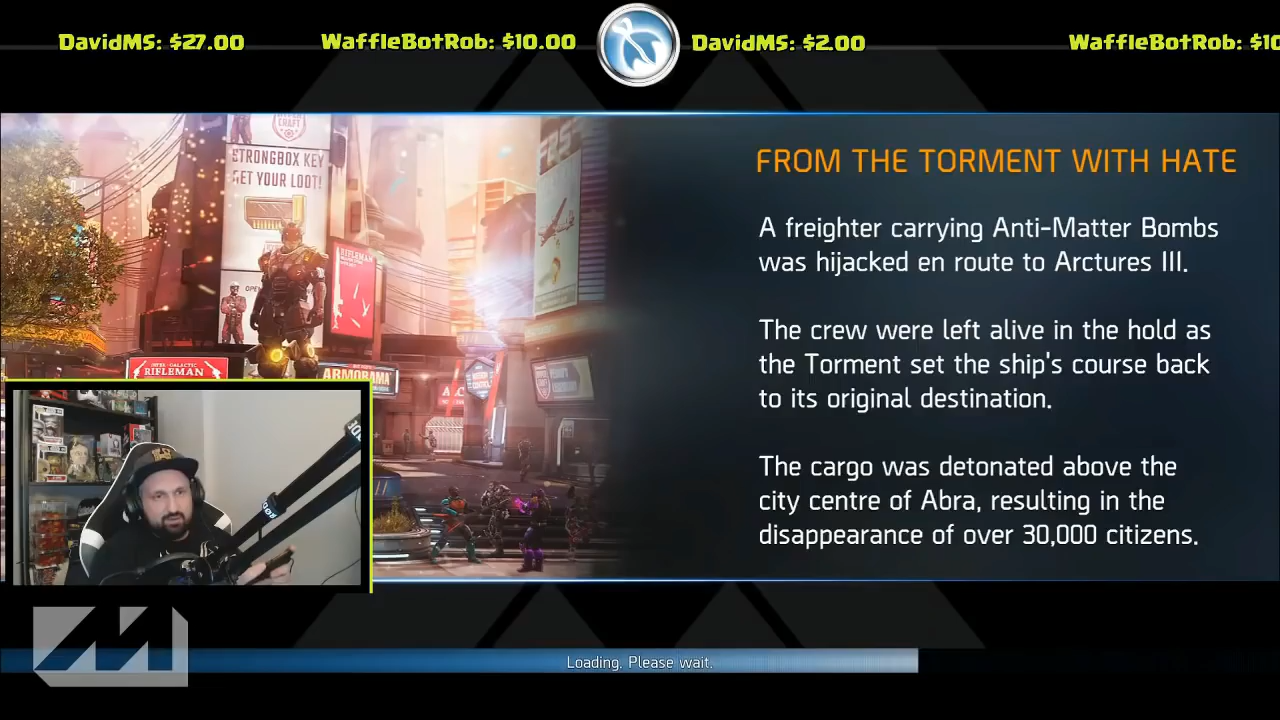 DavidMS: $27.00 WaffleBotRob: $10.00 DavidMS: $2.00 WaffleBotRob: $10
STRONGBOX KEY
GET YOUR LOOT!
RIFLEMAN
RIFLEMAN
ARMORAMA
FROM THE TORMENT WITH HATE
A freighter carrying Anti-Matter Bombs
was hijacked en route to Arctures III.
The crew were left alive in the hold as
the Torment set the ship's course back
to its original destination.
The cargo was detonated above the
city centre of Abra, resulting in the
disappearance of over 30,000 citizens.
Loading. Please wait.